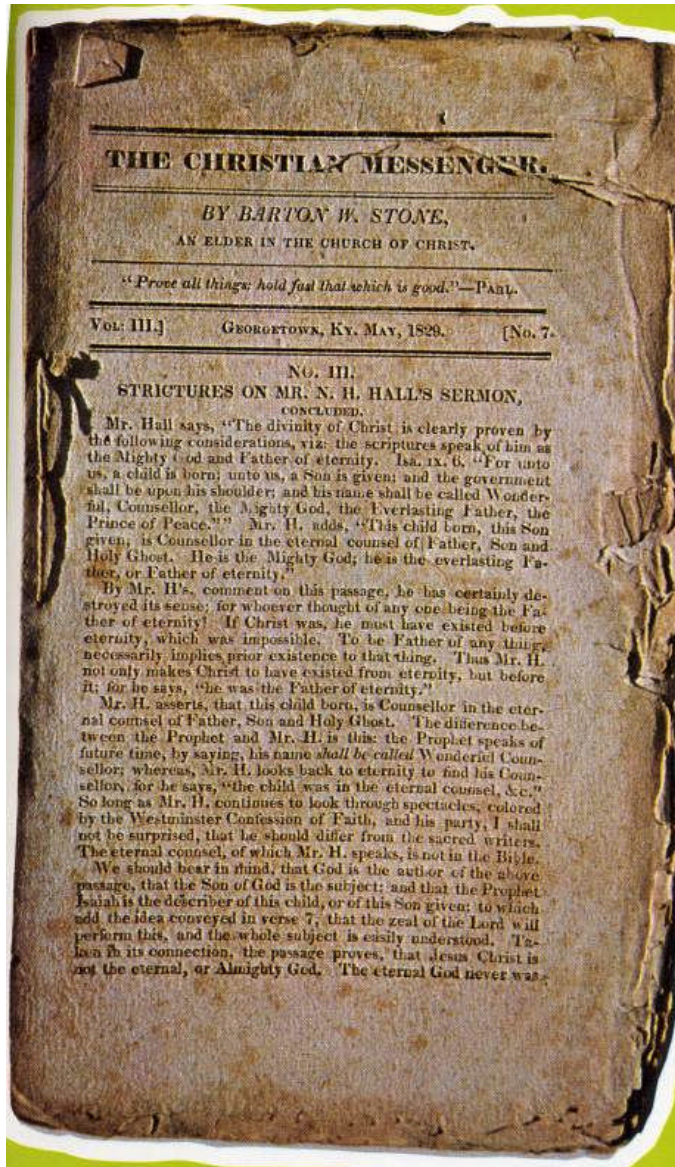 THE CHRISTIAN MESSENGER.
BY BARTON W. STONE,
AN ELDER IN THE CHURCH OF CHRIST.
"Prove all things: hold fast that which is good."—PAUL.
VOL: III.] GEORGETOWN, KY. MAY, 1829. [No. 7.
NO. III.
STRICTURES ON MR. N. H. HALL'S SERMON,
CONCLUDED.
Mr. Hall says, "The divinity of Christ is clearly proven by
the following considerations, viz: the scriptures speak of him as
the Mighty God and Father of eternity. Isa. ix. 6. "For unto
us, a child is born; unto us, a Son is given; and the government
shall be upon his shoulder; and his name shall be called Wonder-
ful, Counsellor, the Mighty God, the Everlasting Father, the
Prince of Peace."" Mr. H. adds, "This child born, this Son
given, is Counsellor in the eternal counsel of Father, Son and
Holy Ghost. He is the Mighty God; he is the everlasting Fa-
ther, or Father of eternity."
By Mr. H's. comment on this passage, he has certainly de-
stroyed its sense; for whoever thought of any one being the Fa-
ther of eternity! If Christ was, he must have existed before
eternity, which was impossible. To be Father of any thing,
necessarily implies prior existence to that thing. Thus Mr. H.
not only makes Christ to have existed from eternity, but before
it; for he says, "he was the Father of eternity."
Mr. H. asserts, that this child born, is Counsellor in the eter-
nal counsel of Father, Son and Holy Ghost. The difference be-
tween the Prophet and Mr. H. is this: the Prophet speaks of
future time, by saying, his name shall be called Wonderful Coun-
sellor; whereas, Mr. H. looks back to eternity to find his Coun-
sellor, for he says, "the child was in the eternal counsel, &c."
So long as Mr. H. continues to look through spectacles, colored
by the Westminster Confession of Faith, and his party, I shall
not be surprised, that he should differ from the sacred writers.
The eternal counsel, of which Mr. H. speaks, is not in the Bible.
We should bear in mind, that God is the author of the above
passage, that the Son of God is the subject; and that the Prophet
Isaiah is the describer of this child, or of this Son given; to which
add the idea conveyed in verse 7, that the zeal of the Lord will
perform this, and the whole subject is easily understood. Ta-
ken in its connection, the passage proves, that Jesus Christ is
not the eternal, or Almighty God. The eternal God never was